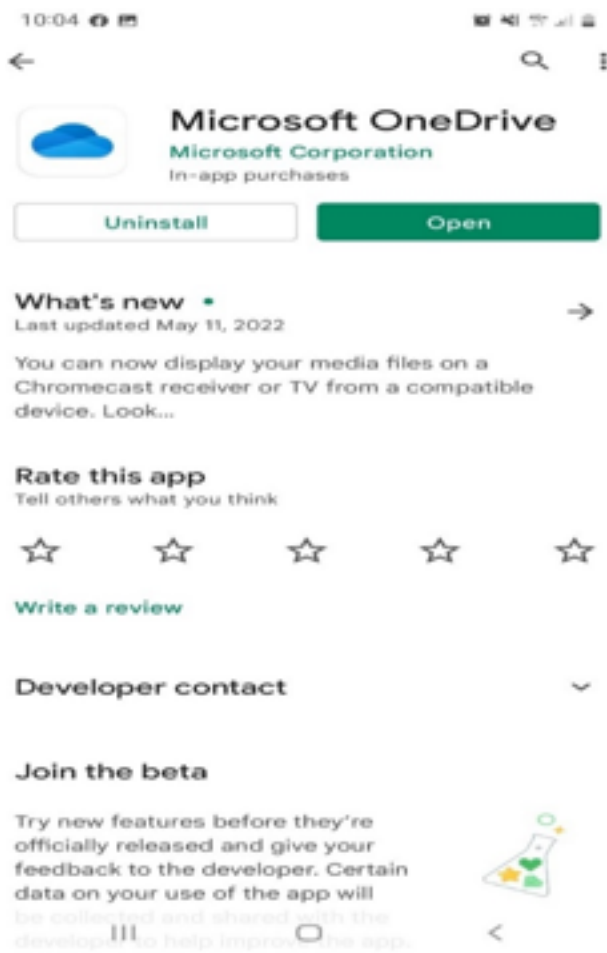 10:04
Microsoft OneDrive
Microsoft Corporation
In-app purchases
Uninstall
Open
What's new
Last updated May 11, 2022
You can now display your media files on a
Chromecast receiver or TV from a compatible
device. Look...
Rate this app
Tell others what you think
Write a review
Developer contact
Join the beta
Try new features before they're
officially released and give your
feedback to the developer. Certain
data on your use of the app will
be collected and shared with the
developer to help improve the app.